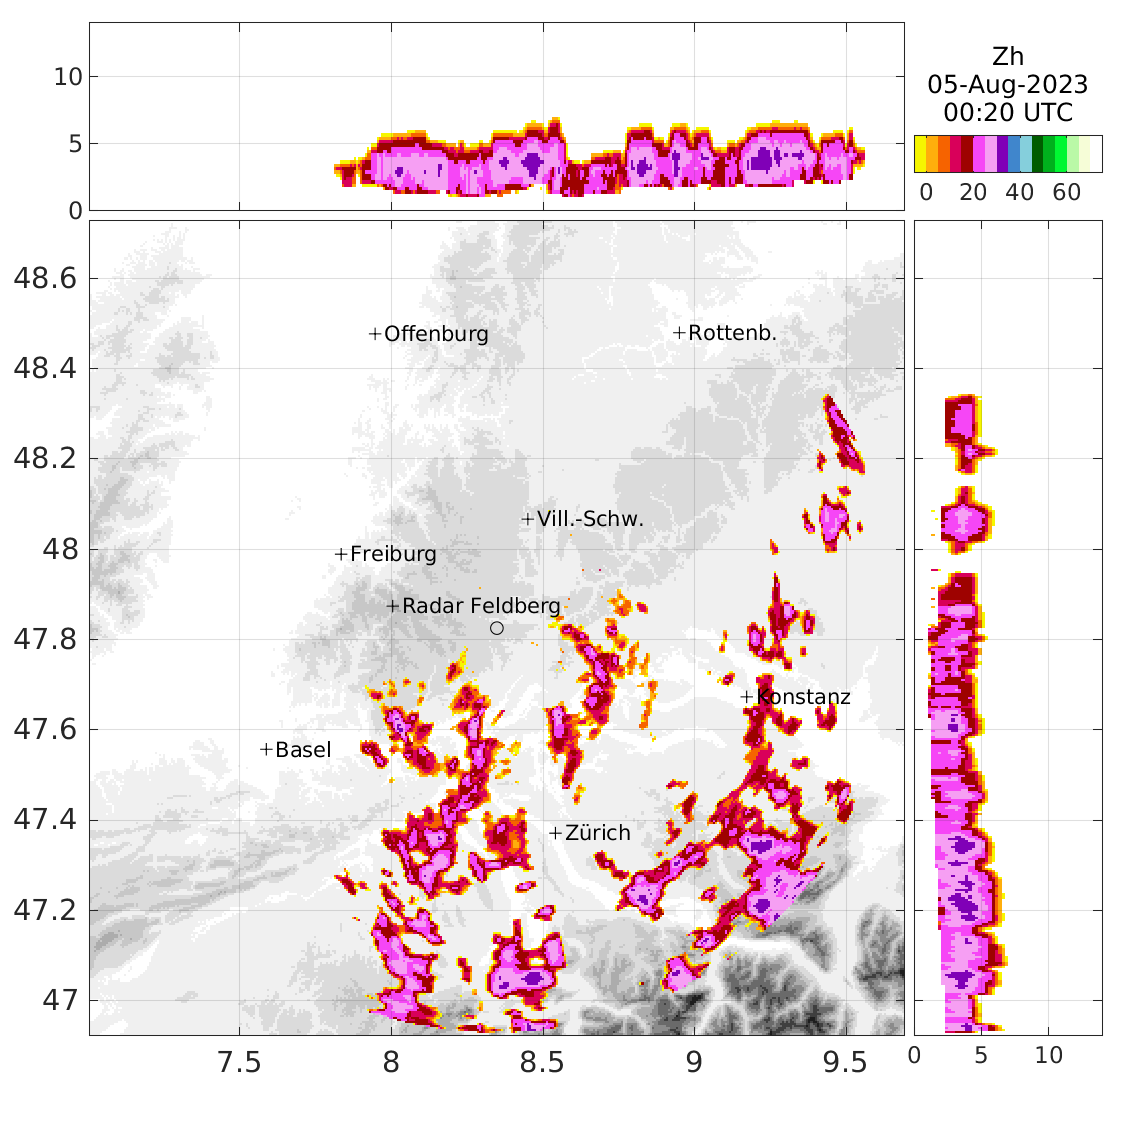 Zh
05-Aug-2023
00:20 UTC
0 20 40 60
10
5
0
48.6
48.4
48.2
48
47.8
47.6
47.4
47.2
47
+Offenburg
+Rottenb.
+Vill.-Schw.
+Freiburg
+Radar Feldberg
+Konstanz
+Basel
+Zürich
7.5 8 8.5 9 9.5
0 5 10